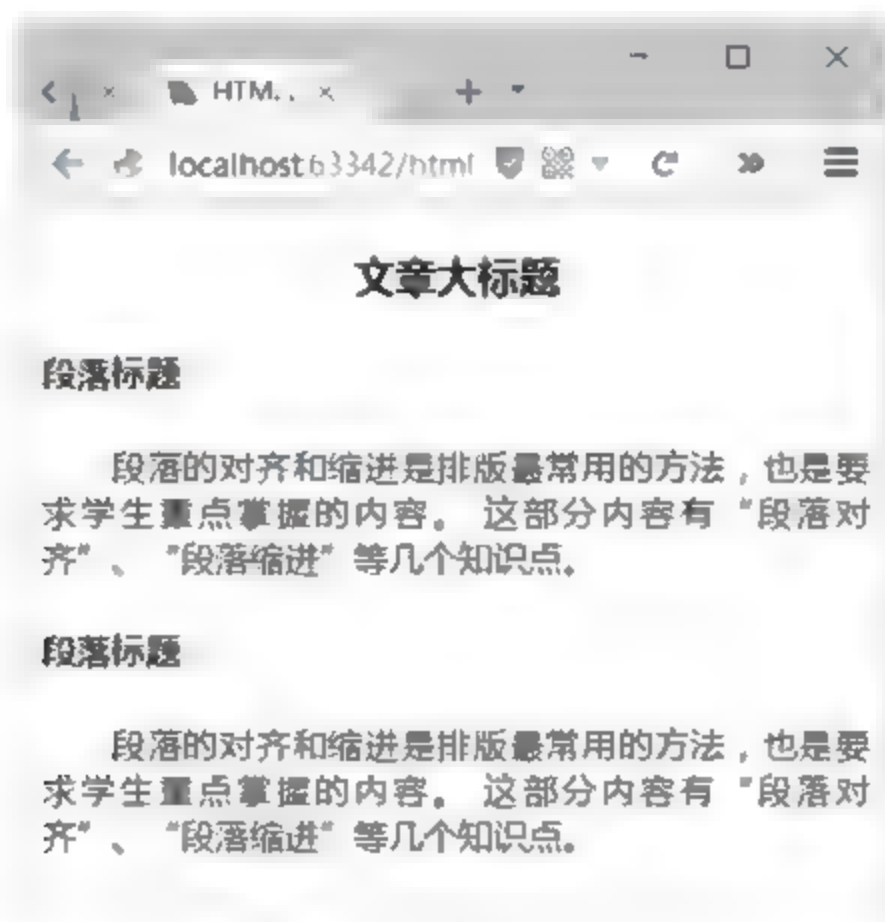 HTM..
localhost:63342/html
文章大标题
段落标题
段落的对齐和缩进是排版最常用的方法，也是要
求学生重点掌握的内容。 这部分内容有 “段落对
齐” 、 “段落缩进” 等几个知识点。
段落标题
段落的对齐和缩进是排版最常用的方法，也是要
求学生重点掌握的内容。 这部分内容有 “段落对
齐” 、 “段落缩进” 等几个知识点。